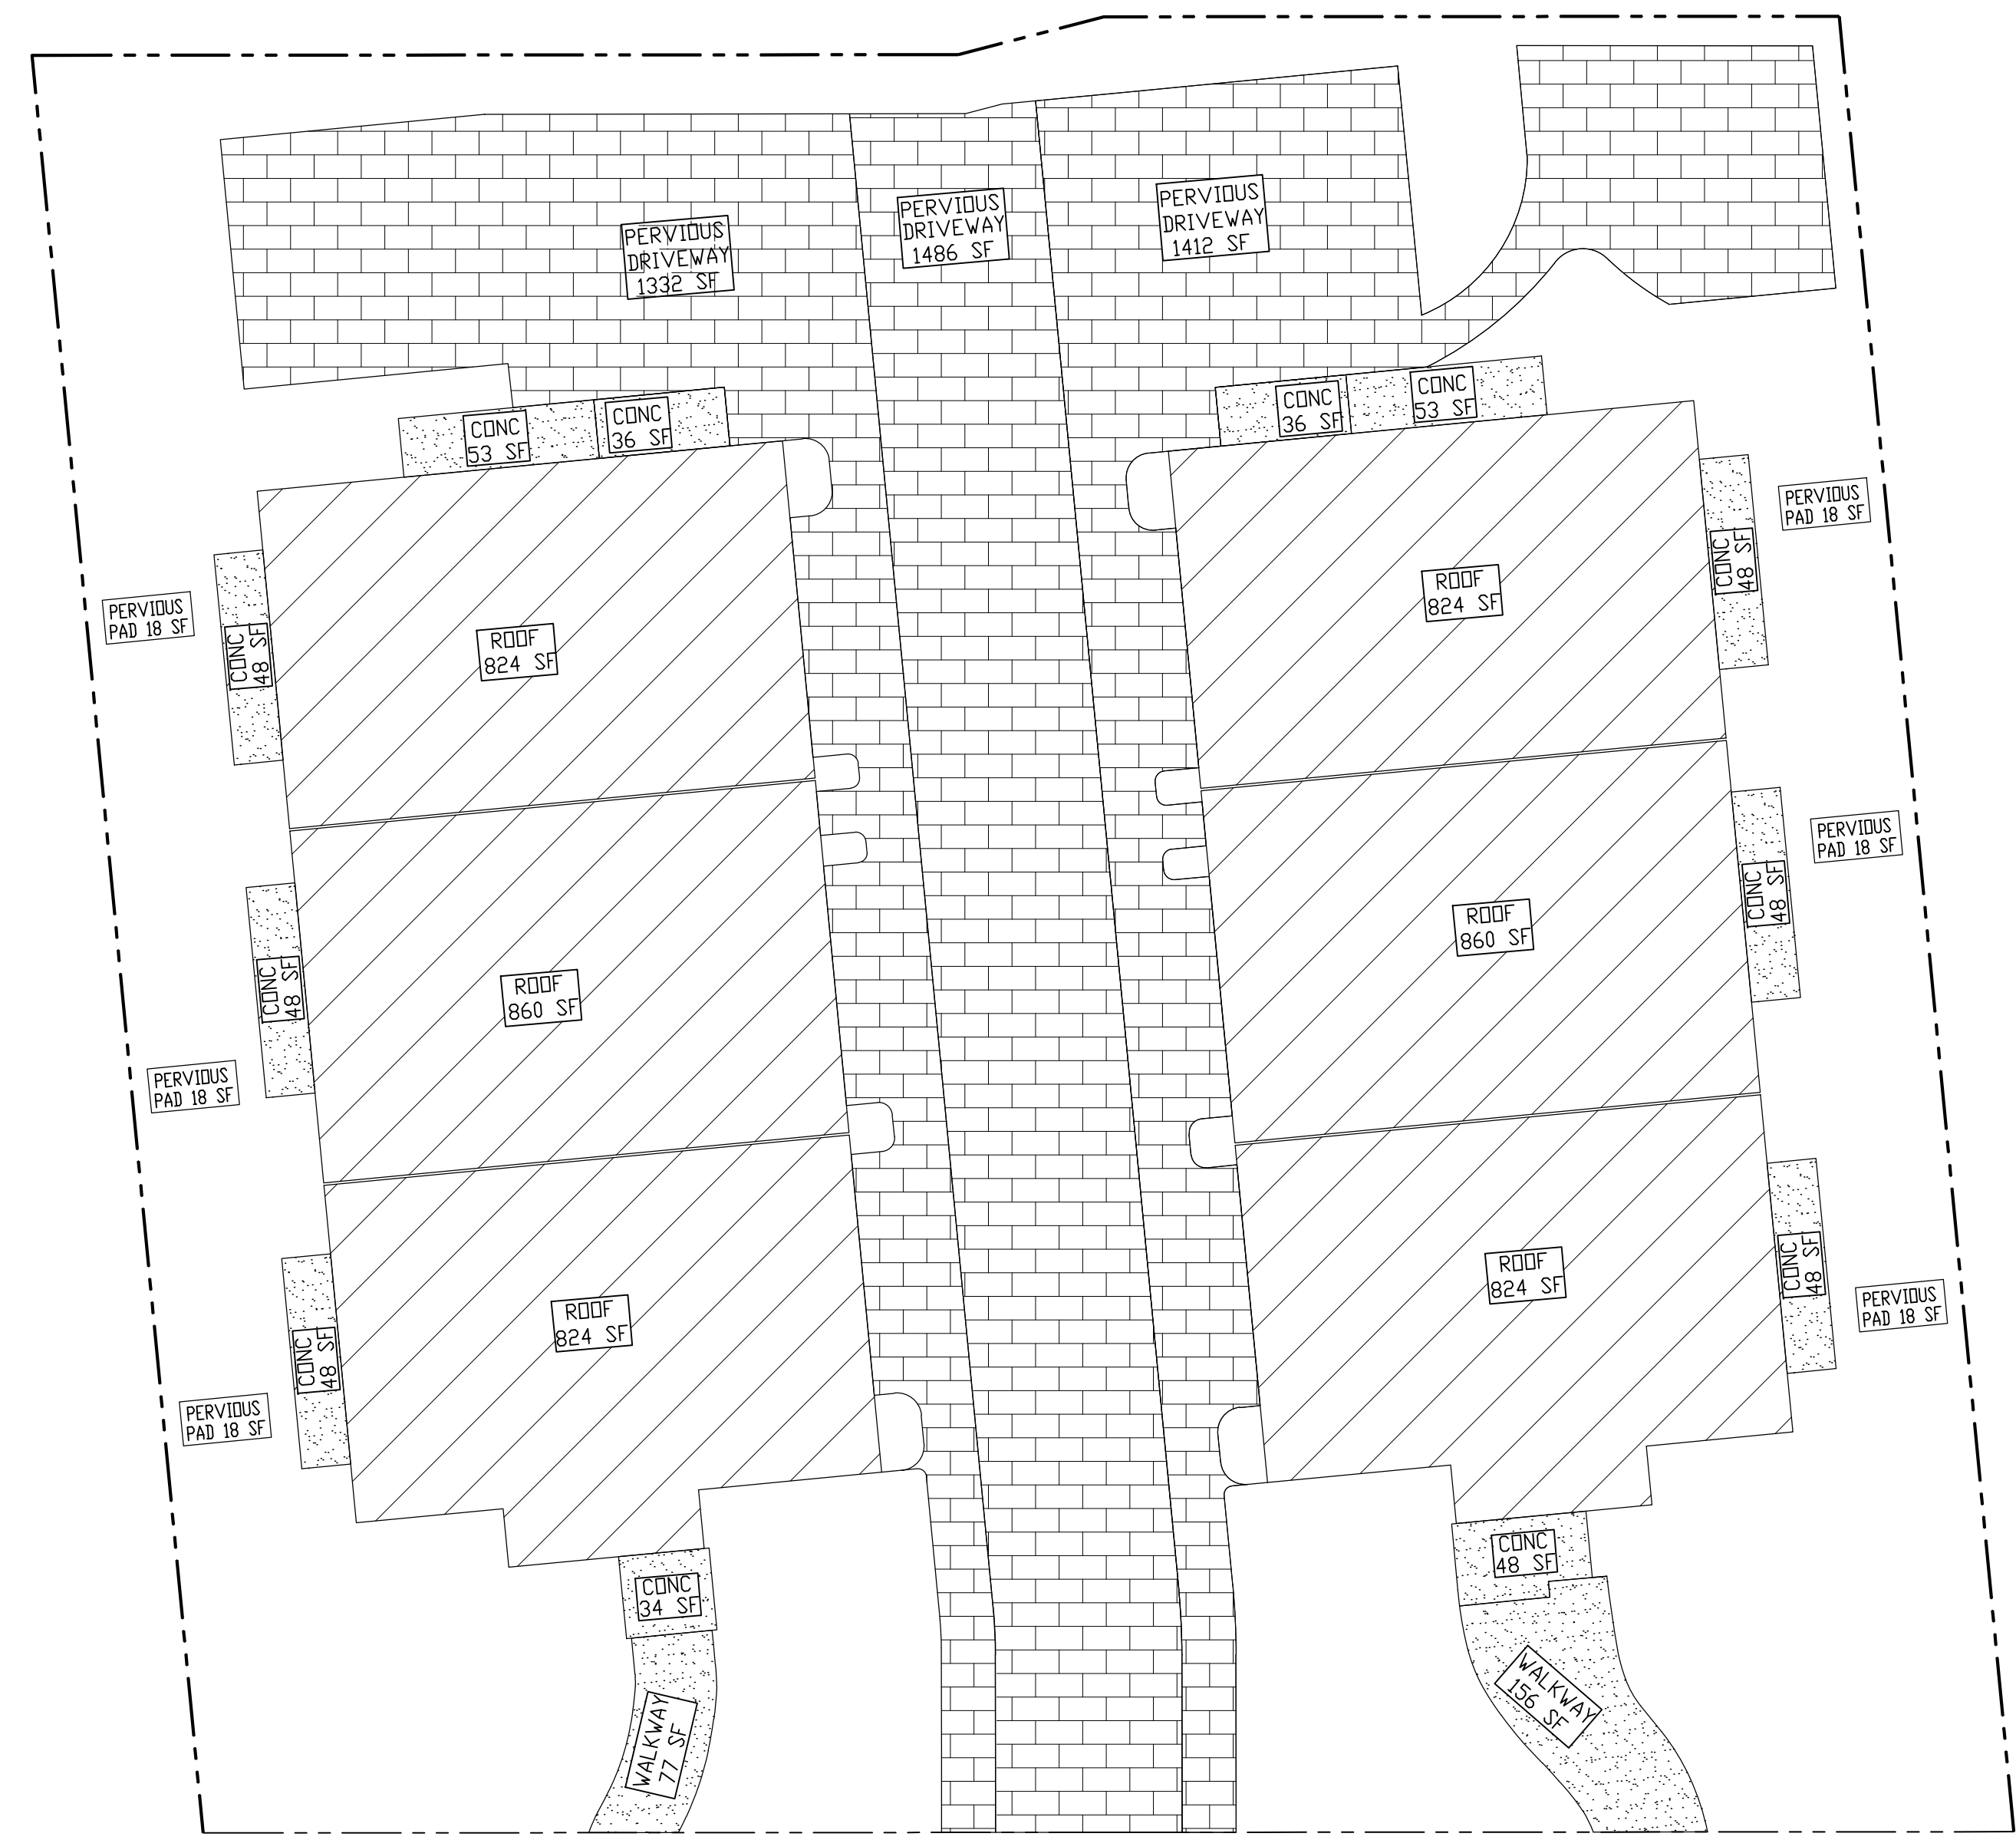 PERVIOUS
DRIVEWAY
1332 SF
PERVIOUS
DRIVEWAY
1486 SF
PERVIOUS
DRIVEWAY
1412 SF
CONC
53 SF
CONC
36 SF
CONC
36 SF
CONC
53 SF
PERVIOUS
PAD 18 SF
CONC
48 SF
ROOF
824 SF
ROOF
824 SF
CONC
48 SF
PERVIOUS
PAD 18 SF
CONC
48 SF
ROOF
860 SF
ROOF
860 SF
CONC
48 SF
PERVIOUS
PAD 18 SF
PERVIOUS
PAD 18 SF
CONC
48 SF
ROOF
824 SF
ROOF
824 SF
CONC
48 SF
PERVIOUS
PAD 18 SF
PERVIOUS
PAD 18 SF
CONC
34 SF
CONC
48 SF
WALKWAY
77 SF
WALKWAY
156 SF